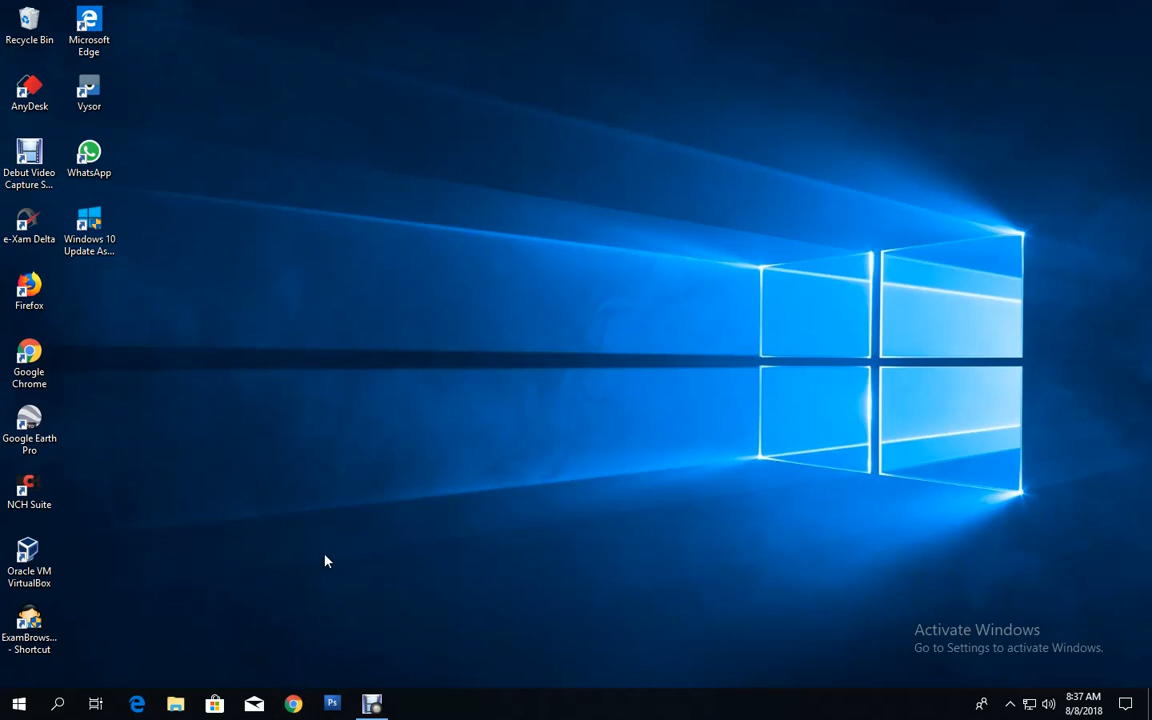 Recycle Bin
Microsoft
Edge
AnyDesk
Vysor
Debut Video
Capture S...
WhatsApp
e-Xam Delta
Windows 10
Update As...
Firefox
Google
Chrome
Google Earth
Pro
NCH Suite
Oracle VM
VirtualBox
ExamBrows...
- Shortcut
Activate Windows
Go to Settings to activate Windows.
Ps
8:37 AM
8/8/2018